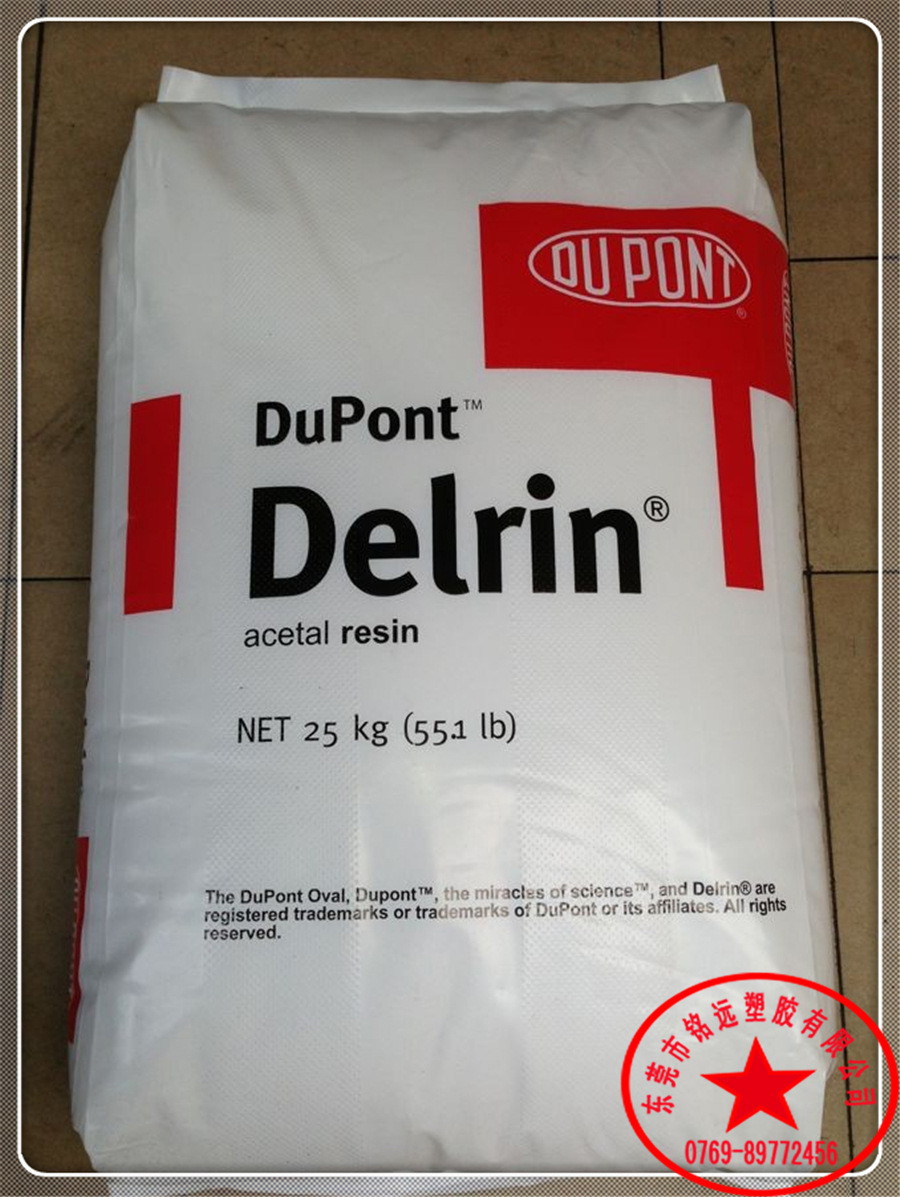 DU PONT
®
DuPont™
Delrin®
acetal resin
NET 25 kg (55.1 lb)
The DuPont Oval, Dupont™, the miracles of science™, and Delrin® are
registered trademarks or trademarks of DuPont or its affiliates. All rights
reserved.
东莞市铭远塑胶有限公司
0769-89772456